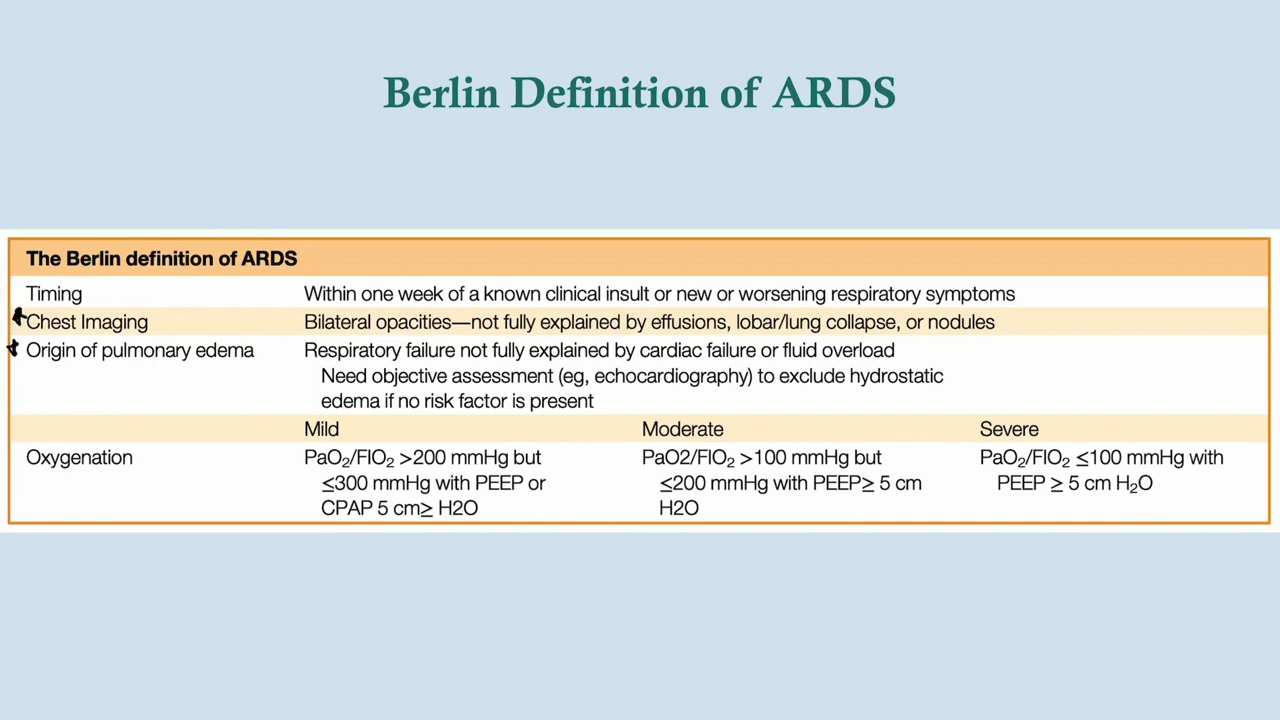 Berlin Definition of ARDS
The Berlin definition of ARDS
Timing Within one week of a known clinical insult or new or worsening respiratory symptoms
Chest Imaging Bilateral opacities—not fully explained by effusions, lobar/lung collapse, or nodules
Origin of pulmonary edema Respiratory failure not fully explained by cardiac failure or fluid overload
Need objective assessment (eg, echocardiography) to exclude hydrostatic
edema if no risk factor is present
Mild Moderate Severe
Oxygenation PaO₂/FIO₂ >200 mmHg but PaO2/FIO₂ >100 mmHg but PaO₂/FIO₂ ≤100 mmHg with
≤300 mmHg with PEEP or ≤200 mmHg with PEEP≥ 5 cm PEEP ≥ 5 cm H₂O
CPAP 5 cm≥ H2O H2O